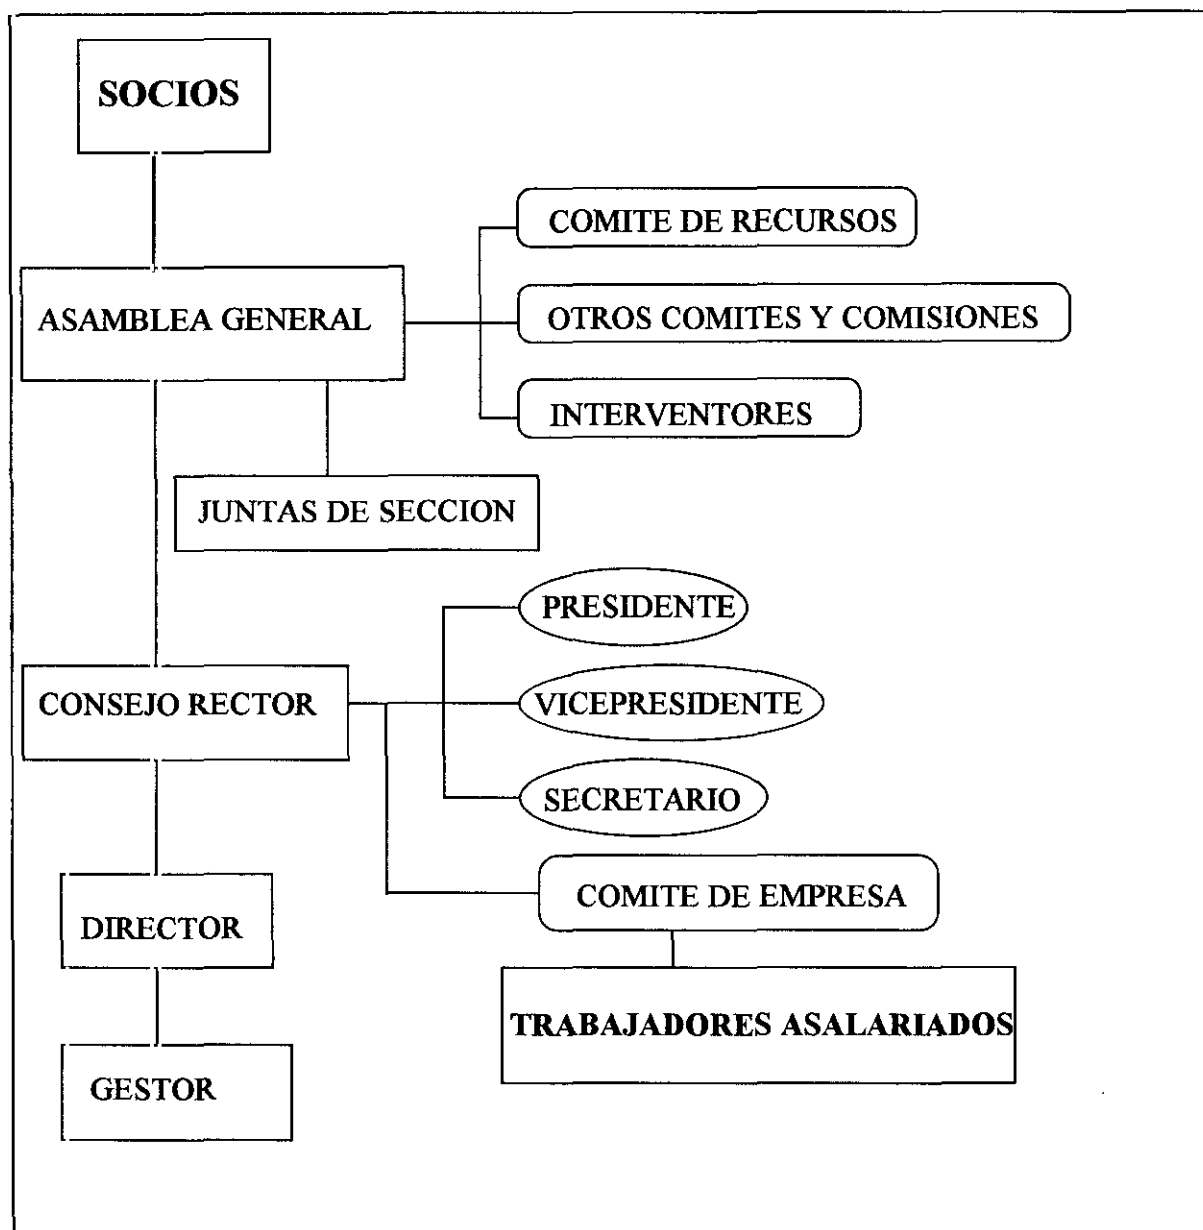 SOCIOS
COMITE DE RECURSOS
ASAMBLEA GENERAL
OTROS COMITES Y COMISIONES
INTERVENTORES
JUNTAS DE SECCION
PRESIDENTE
CONSEJO RECTOR
VICEPRESIDENTE
SECRETARIO
COMITE DE EMPRESA
DIRECTOR
TRABAJADORES ASALARIADOS
GESTOR